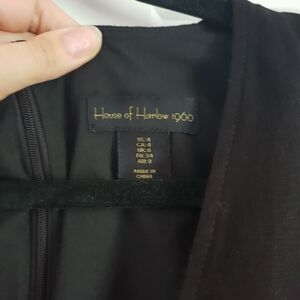 House of Harlow 1960
US: 4
CA: 4
UK: 8
EU: 34
AU: 8
MADE IN
CHINA